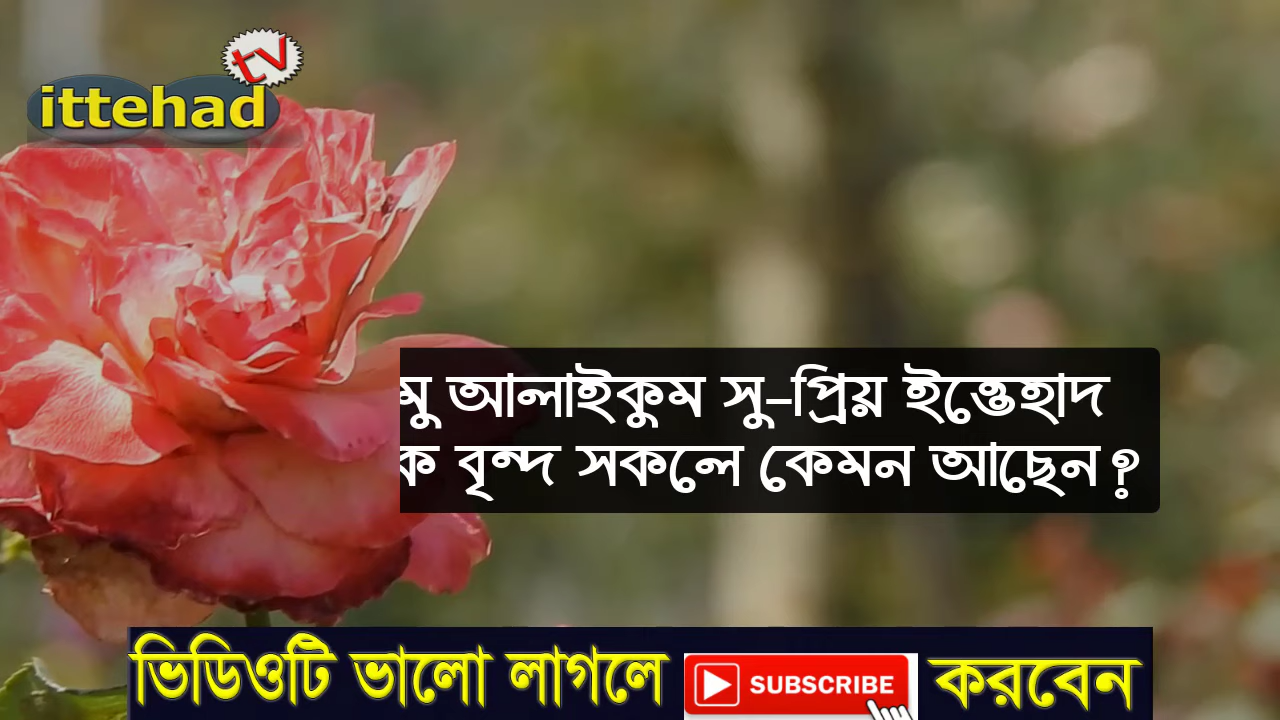 ittehad tv
মু আলাইকুম সু-প্রিয় ইত্তেহাদ
ক বৃন্দ সকলে কেমন আছেন?
ভিডিওটি ভালো লাগলে SUBSCRIBE করবেন